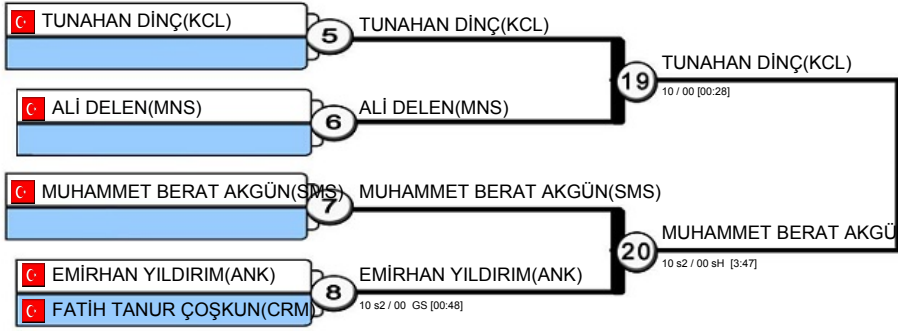 TUNAHAN DİNÇ(KCL)
5
TUNAHAN DİNÇ(KCL)
19
TUNAHAN DİNÇ(KCL)
10 / 00 [00:28]
ALİ DELEN(MNS)
6
ALİ DELEN(MNS)
MUHAMMET BERAT AKGÜN(SMS)
7
MUHAMMET BERAT AKGÜN(SMS)
20
MUHAMMET BERAT AKGÜ
10 s2 / 00 sH [3:47]
EMİRHAN YILDIRIM(ANK)
8
EMİRHAN YILDIRIM(ANK)
10 s2 / 00 GS [00:48]
FATİH TANUR ÇOŞKUN(CRM)